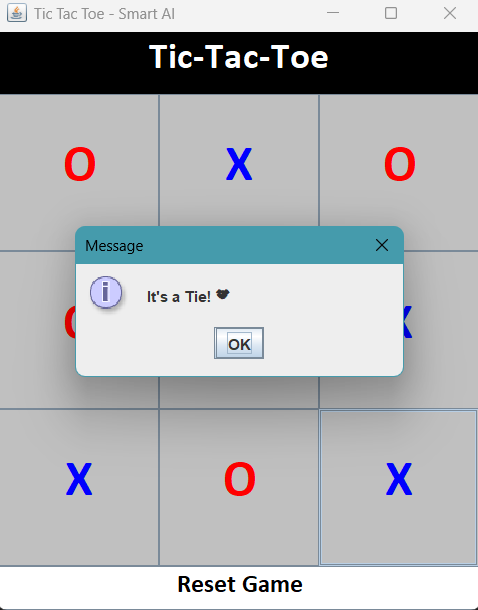 Tic Tac Toe - Smart AI
Tic-Tac-Toe
O X O
Message
i
It's a Tie!
OK
O X
X O X
Reset Game